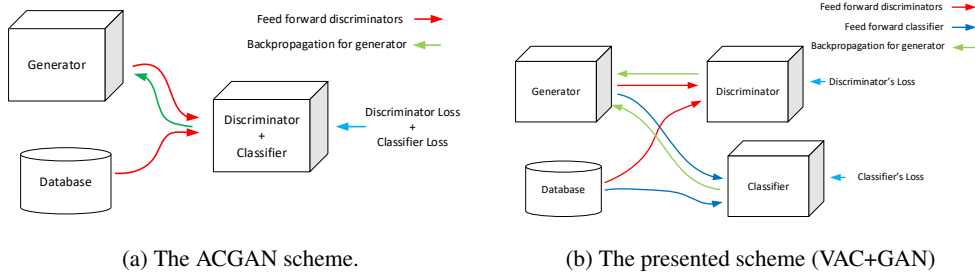 Feed forward discriminators
Backpropagation for generator
Generator
Discriminator
+
Classifier
Discriminator Loss
+
Classifier Loss
Database
(a) The ACGAN scheme.
Feed forward discriminators
Feed forward classifier
Backpropagation for generator
Generator
Discriminator
Discriminator's Loss
Database
Classifier
Classifier's Loss
(b) The presented scheme (VAC+GAN)